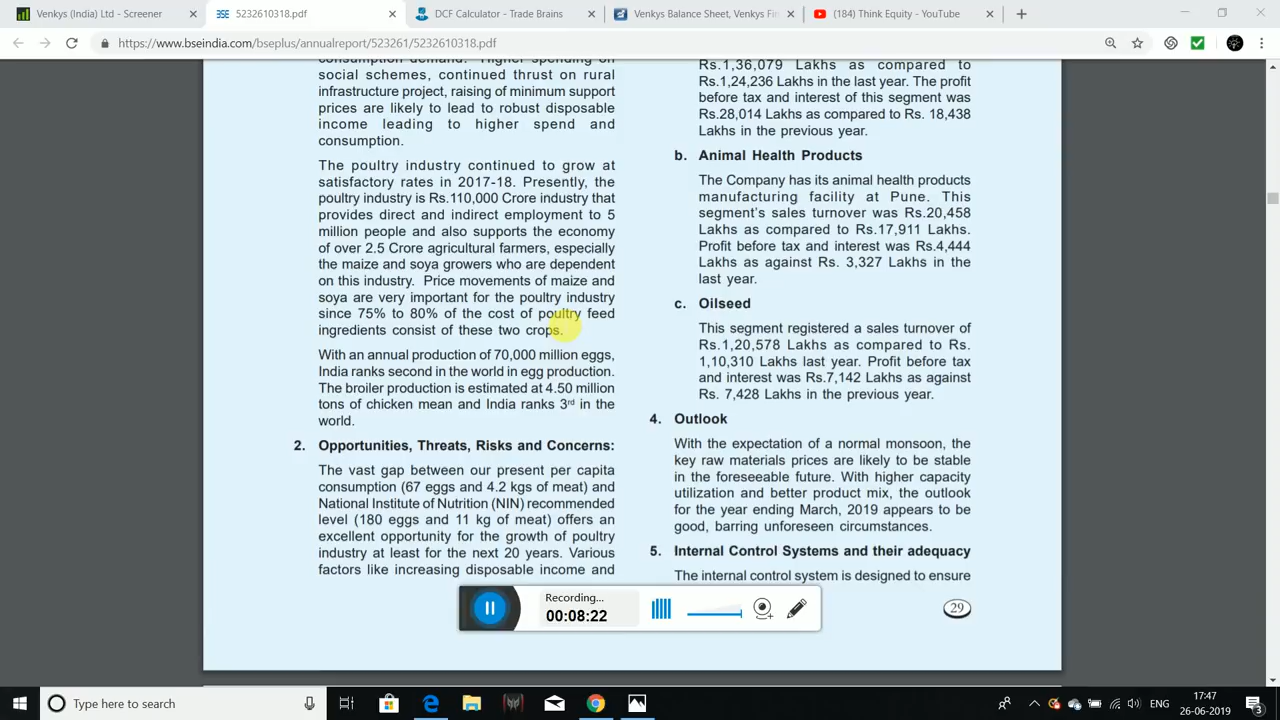 Venkys (India) Ltd - Screener
5232610318.pdf
DCF Calculator - Trade Brains
Venkys Balance Sheet, Venkys Fin
(184) Think Equity - YouTube
https://www.bseindia.com/bseplus/annualreport/523261/5232610318.pdf
consumption demand. Higher spending on
social schemes, continued thrust on rural
infrastructure project, raising of minimum support
prices are likely to lead to robust disposable
income leading to higher spend and
consumption.
The poultry industry continued to grow at
satisfactory rates in 2017-18. Presently, the
poultry industry is Rs.110,000 Crore industry that
provides direct and indirect employment to 5
million people and also supports the economy
of over 2.5 Crore agricultural farmers, especially
the maize and soya growers who are dependent
on this industry. Price movements of maize and
soya are very important for the poultry industry
since 75% to 80% of the cost of poultry feed
ingredients consist of these two crops.
With an annual production of 70,000 million eggs,
India ranks second in the world in egg production.
The broiler production is estimated at 4.50 million
tons of chicken mean and India ranks 3rd in the
world.
2. Opportunities, Threats, Risks and Concerns:
The vast gap between our present per capita
consumption (67 eggs and 4.2 kgs of meat) and
National Institute of Nutrition (NIN) recommended
level (180 eggs and 11 kg of meat) offers an
excellent opportunity for the growth of poultry
industry at least for the next 20 years. Various
factors like increasing disposable income and
Rs.1,36,079 Lakhs as compared to
Rs.1,24,236 Lakhs in the last year. The profit
before tax and interest of this segment was
Rs.28,014 Lakhs as compared to Rs. 18,438
Lakhs in the previous year.
b. Animal Health Products
The Company has its animal health products
manufacturing facility at Pune. This
segment's sales turnover was Rs.20,458
Lakhs as compared to Rs.17,911 Lakhs.
Profit before tax and interest was Rs.4,444
Lakhs as against Rs. 3,327 Lakhs in the
last year.
c. Oilseed
This segment registered a sales turnover of
Rs.1,20,578 Lakhs as compared to Rs.
1,10,310 Lakhs last year. Profit before tax
and interest was Rs.7,142 Lakhs as against
Rs. 7,428 Lakhs in the previous year.
4. Outlook
With the expectation of a normal monsoon, the
key raw materials prices are likely to be stable
in the foreseeable future. With higher capacity
utilization and better product mix, the outlook
for the year ending March, 2019 appears to be
good, barring unforeseen circumstances.
5. Internal Control Systems and their adequacy
The internal control system is designed to ensure
29
Recording...
00:08:22
Type here to search
ENG
17:47
26-06-2019
3